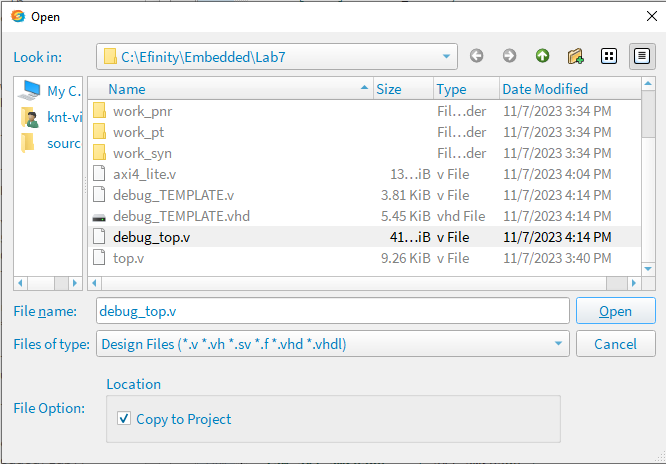 Open
Look in: C:\Efinity\Embedded\Lab7
My C...
knt-vi
sourc
Name Size Type Date Modified
work_pnr Fil...der 11/7/2023 3:34 PM
work_pt Fil...der 11/7/2023 3:34 PM
work_syn Fil...der 11/7/2023 3:34 PM
axi4_lite.v 13...iB v File 11/7/2023 4:04 PM
debug_TEMPLATE.v 3.81 KiB v File 11/7/2023 4:14 PM
debug_TEMPLATE.vhd 5.45 KiB vhd File 11/7/2023 4:14 PM
debug_top.v 41...iB v File 11/7/2023 4:14 PM
top.v 9.26 KiB v File 11/7/2023 3:40 PM
File name: debug_top.v Open
Files of type: Design Files (*.v *.vh *.sv *.f *.vhd *.vhdl) Cancel
Location
File Option: Copy to Project